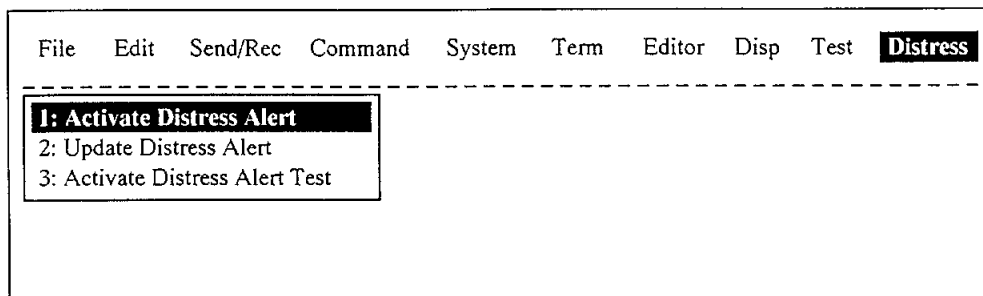 File Edit Send/Rec Command System Term Editor Disp Test Distress
1: Activate Distress Alert
2: Update Distress Alert
3: Activate Distress Alert Test